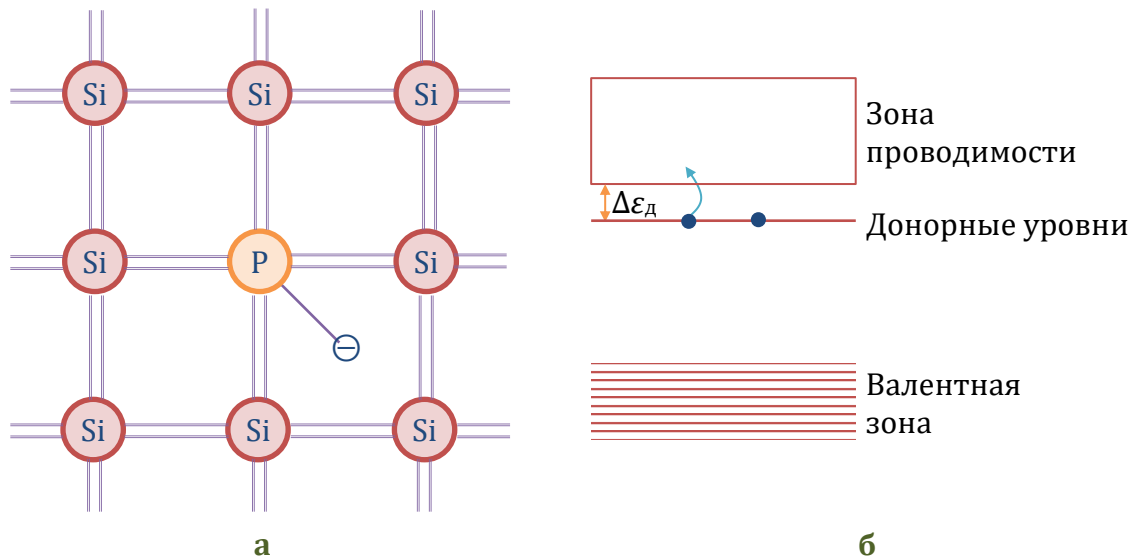 Si Si Si
Si P Si
−
Si Si Si
а
Зона
проводимости
Δεд
Донорные уровни
Валентная
зона
б